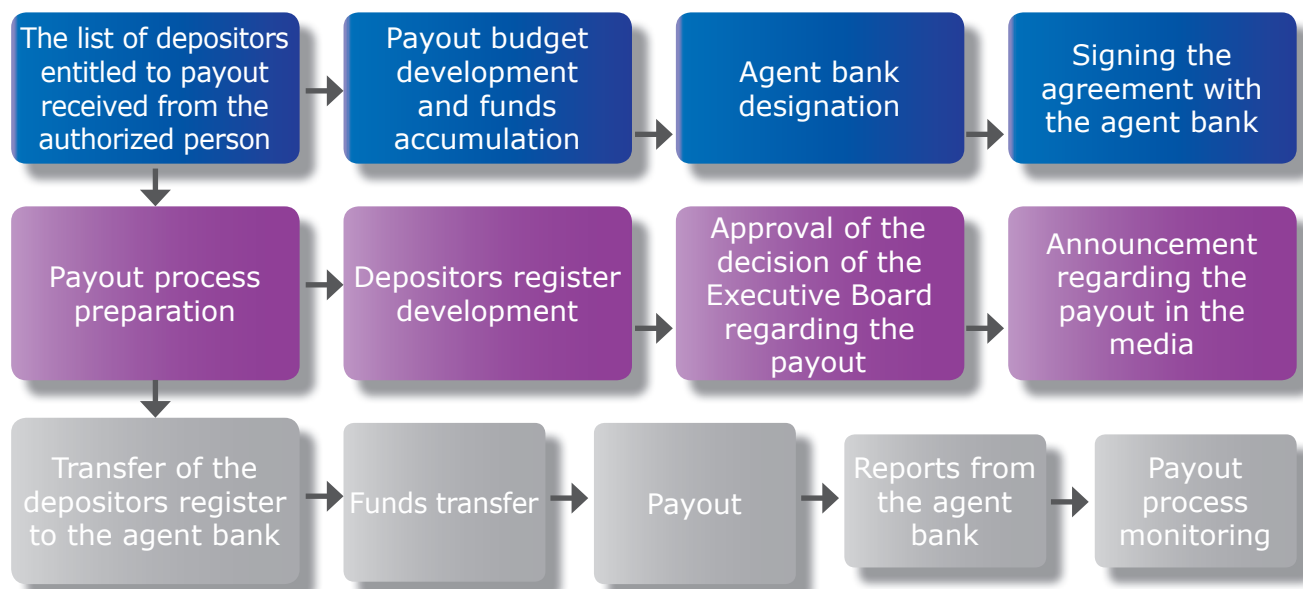 The list of depositors
entitled to payout
received from the
authorized person
Payout budget
development
and funds
accumulation
Agent bank
designation
Signing the
agreement with
the agent bank
Payout process
preparation
Depositors register
development
Approval of the
decision of the
Executive Board
regarding the
payout
Announcement
regarding the
payout in the
media
Transfer of the
depositors register
to the agent bank
Funds transfer
Payout
Reports from
the agent
bank
Payout
process
monitoring